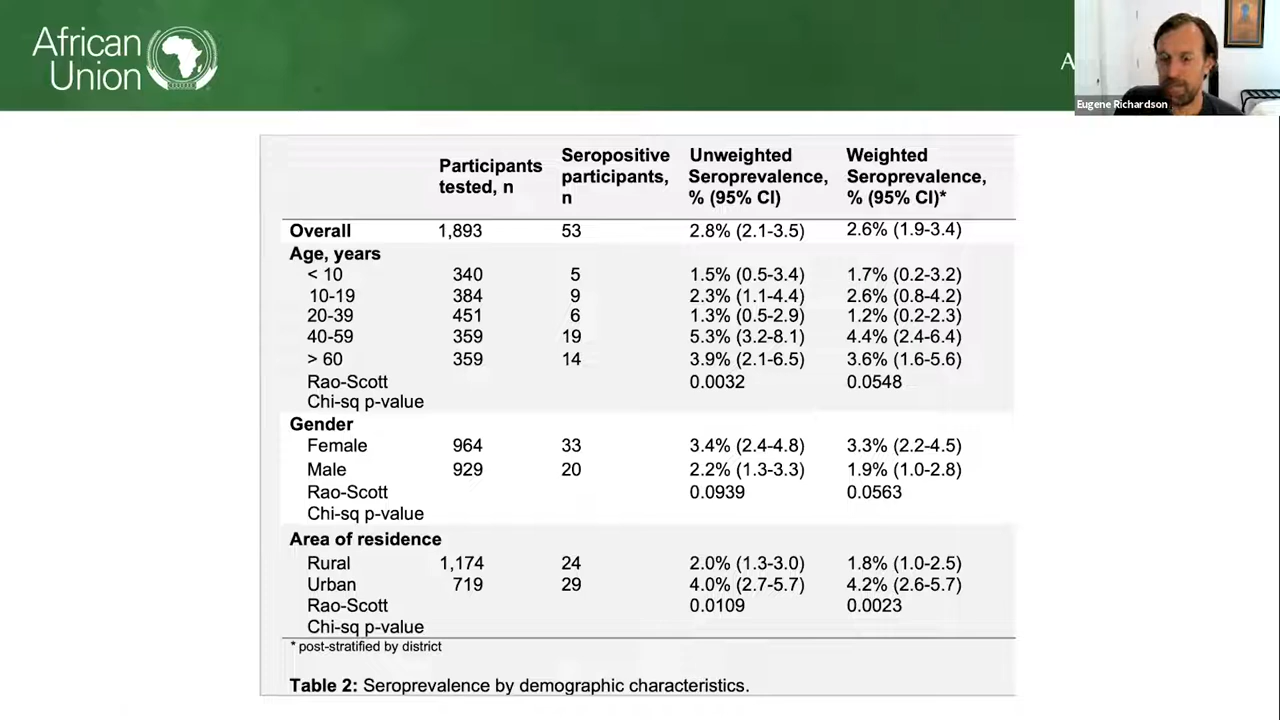 African
Union
A
Eugene Richardson
Participants tested, n
Seropositive participants, n
Unweighted Seroprevalence, % (95% CI)
Weighted Seroprevalence, % (95% CI)*
Overall 1,893 53 2.8% (2.1-3.5) 2.6% (1.9-3.4)
Age, years
< 10 340 5 1.5% (0.5-3.4) 1.7% (0.2-3.2)
10-19 384 9 2.3% (1.1-4.4) 2.6% (0.8-4.2)
20-39 451 6 1.3% (0.5-2.9) 1.2% (0.2-2.3)
40-59 359 19 5.3% (3.2-8.1) 4.4% (2.4-6.4)
> 60 359 14 3.9% (2.1-6.5) 3.6% (1.6-5.6)
Rao-Scott 0.0032 0.0548
Chi-sq p-value
Gender
Female 964 33 3.4% (2.4-4.8) 3.3% (2.2-4.5)
Male 929 20 2.2% (1.3-3.3) 1.9% (1.0-2.8)
Rao-Scott 0.0939 0.0563
Chi-sq p-value
Area of residence
Rural 1,174 24 2.0% (1.3-3.0) 1.8% (1.0-2.5)
Urban 719 29 4.0% (2.7-5.7) 4.2% (2.6-5.7)
Rao-Scott 0.0109 0.0023
Chi-sq p-value
* post-stratified by district
Table 2: Seroprevalence by demographic characteristics.